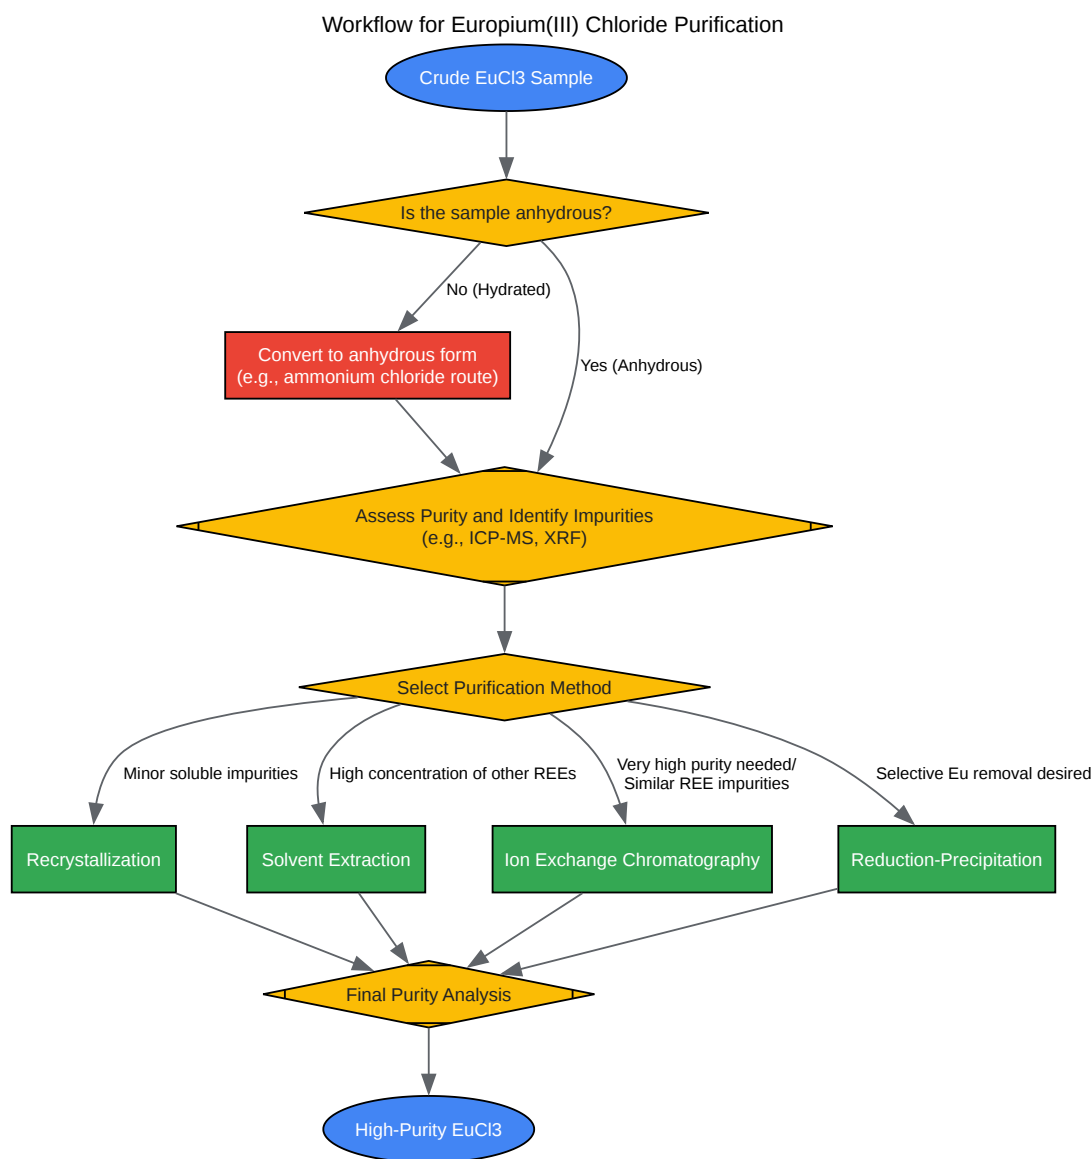 Workflow for Europium(III) Chloride Purification
Crude EuCl3 Sample
Is the sample anhydrous?
No (Hydrated)
Convert to anhydrous form
(e.g., ammonium chloride route)
Yes (Anhydrous)
Assess Purity and Identify Impurities
(e.g., ICP-MS, XRF)
Select Purification Method
Minor soluble impurities
High concentration of other REEs
Very high purity needed/
Similar REE impurities
Selective Eu removal desired
Recrystallization
Solvent Extraction
Ion Exchange Chromatography
Reduction-Precipitation
Final Purity Analysis
High-Purity EuCl3